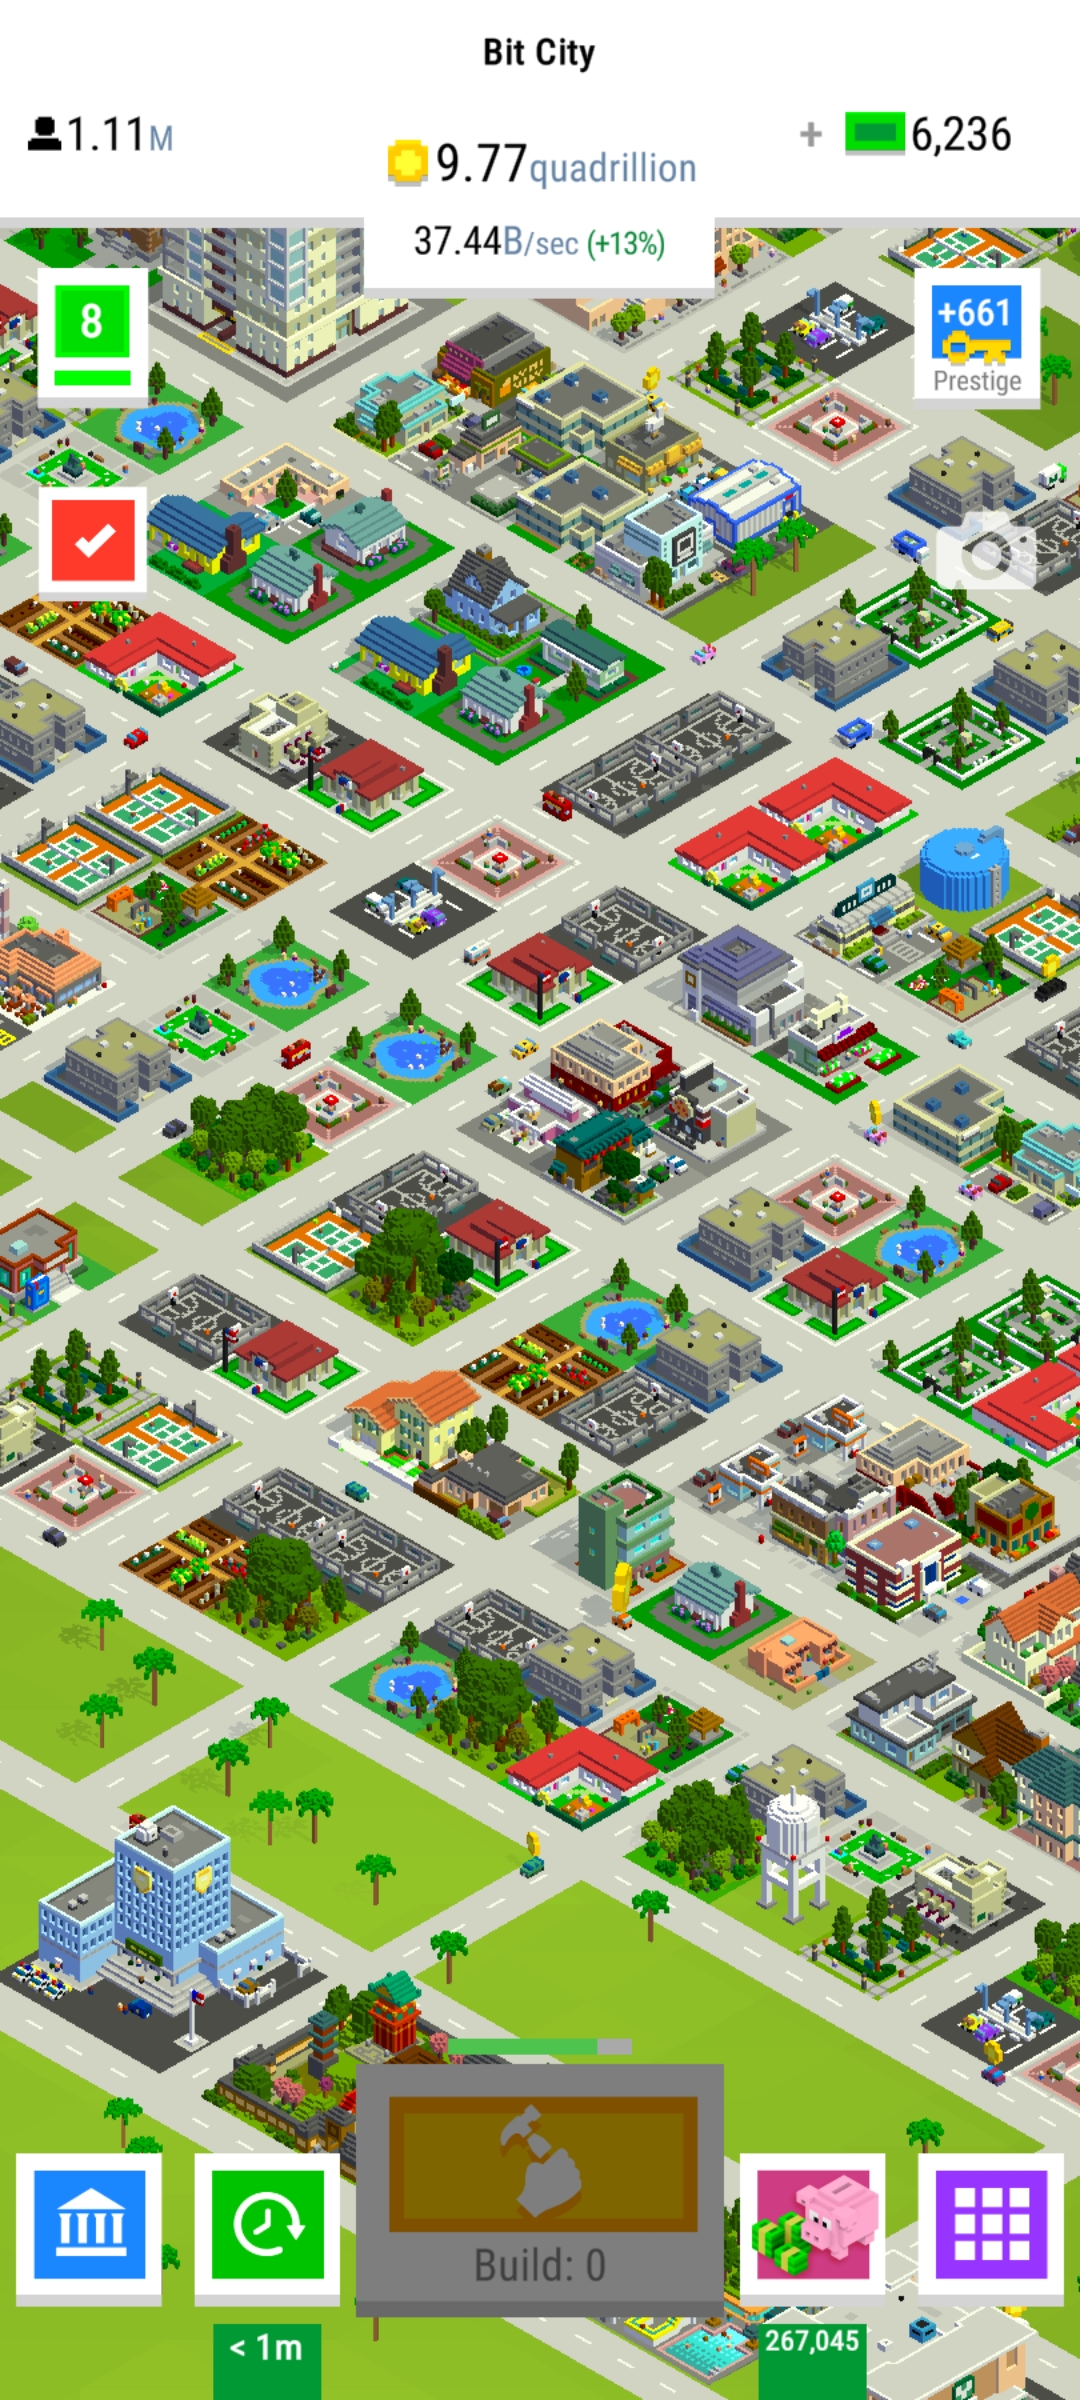 Bit City
1.11M
9.77quadrillion
+ 6,236
37.44B/sec (+13%)
8
+661
Prestige
Build: 0
< 1m
267,045